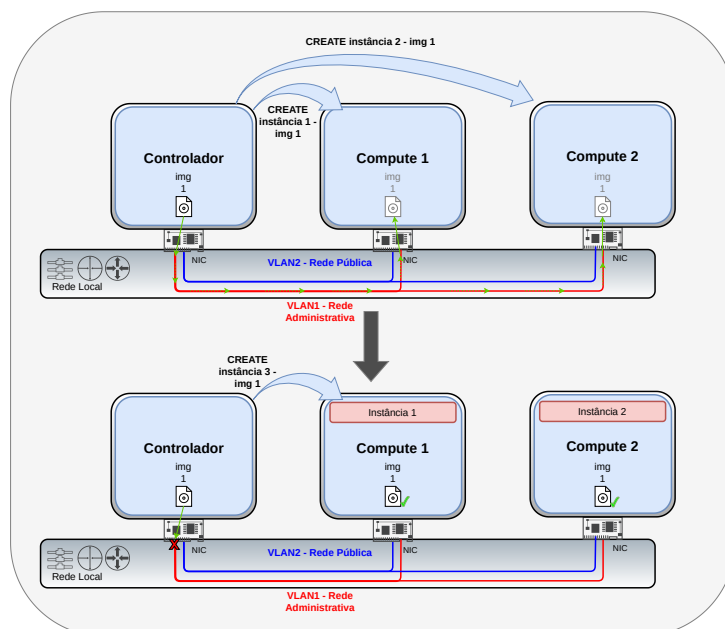 CREATE instância 2 - img 1
CREATE
instância 1 -
img 1
Controlador
img
1
Compute 1
img
1
Compute 2
img
1
NIC
NIC
NIC
VLAN2 - Rede Pública
Rede Local
VLAN1 - Rede
Administrativa
CREATE
instância 3 -
img 1
Controlador
img
1
Instância 1
Compute 1
img
1
Instância 2
Compute 2
img
1
NIC
NIC
NIC
VLAN2 - Rede Pública
Rede Local
VLAN1 - Rede
Administrativa